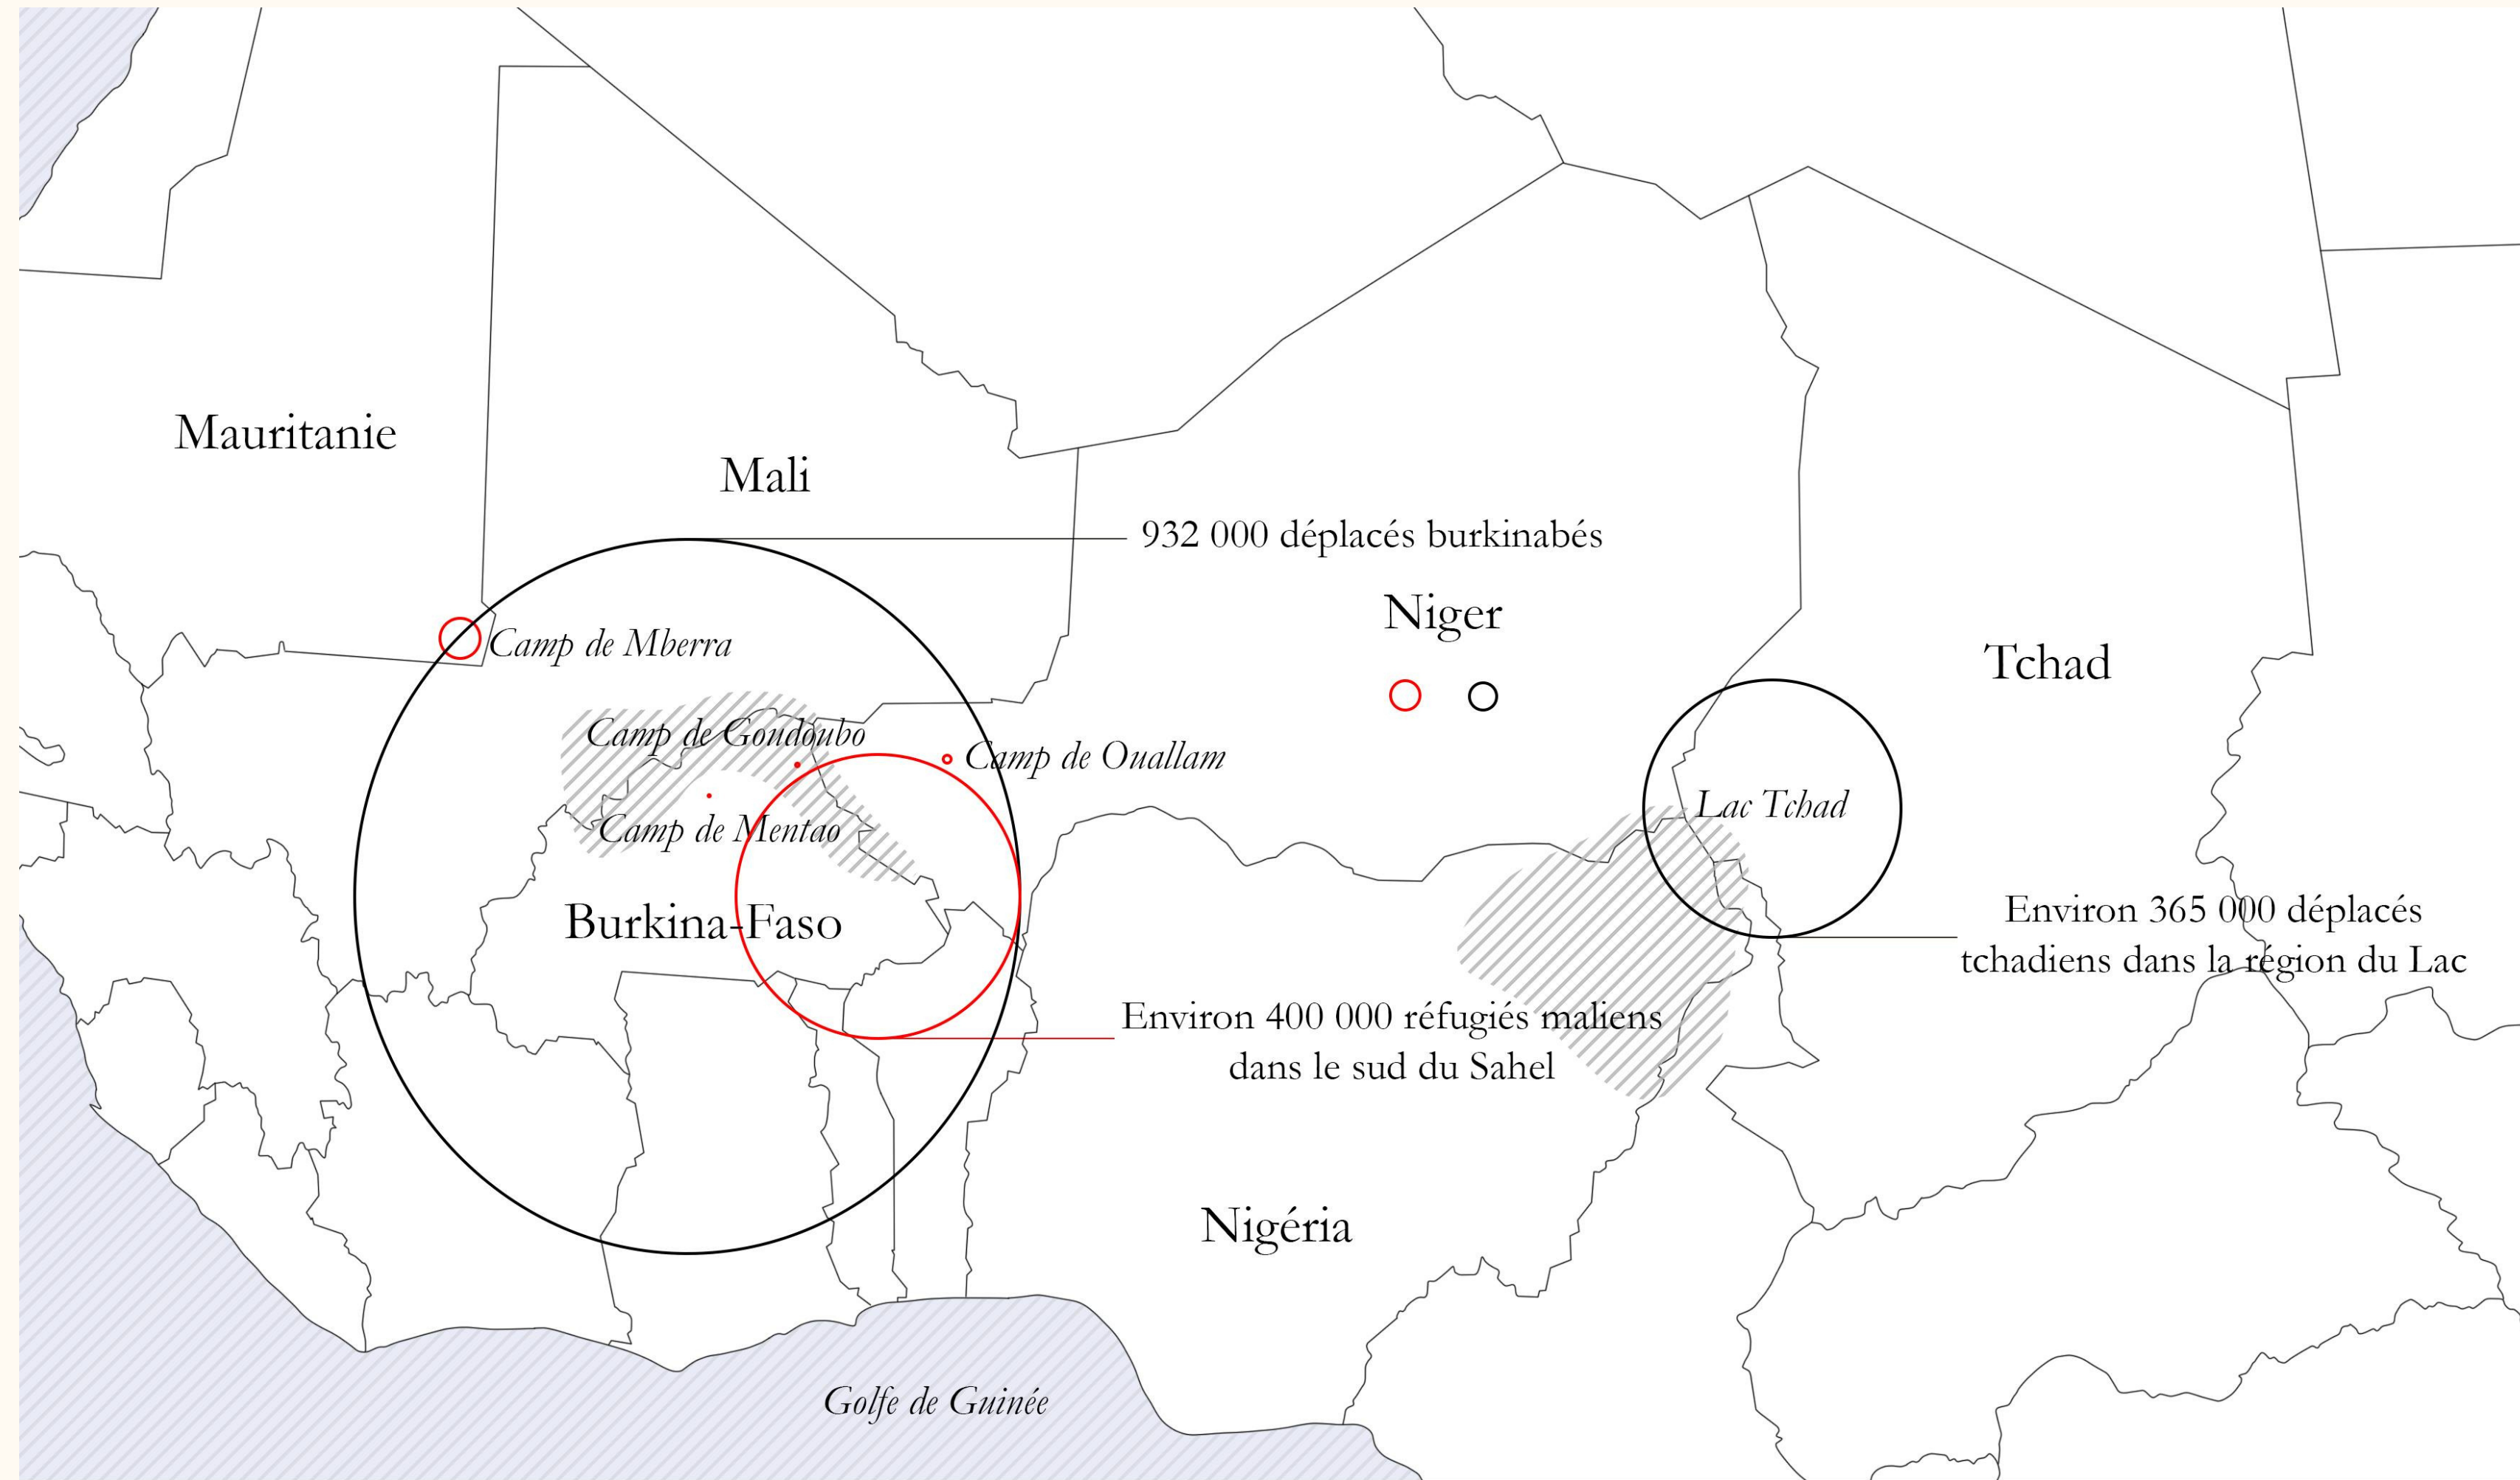 Mauritanie
Mali
932 000 déplacés burkinabés
Niger
Camp de Mberra
Tchad
Camp de Goudoubo
Camp de Ouallam
Lac Tchad
Camp de Mentao
Burkina-Faso
Environ 365 000 déplacés
tchadiens dans la région du Lac
Environ 400 000 réfugiés maliens
dans le sud du Sahel
Nigéria
Golfe de Guinée